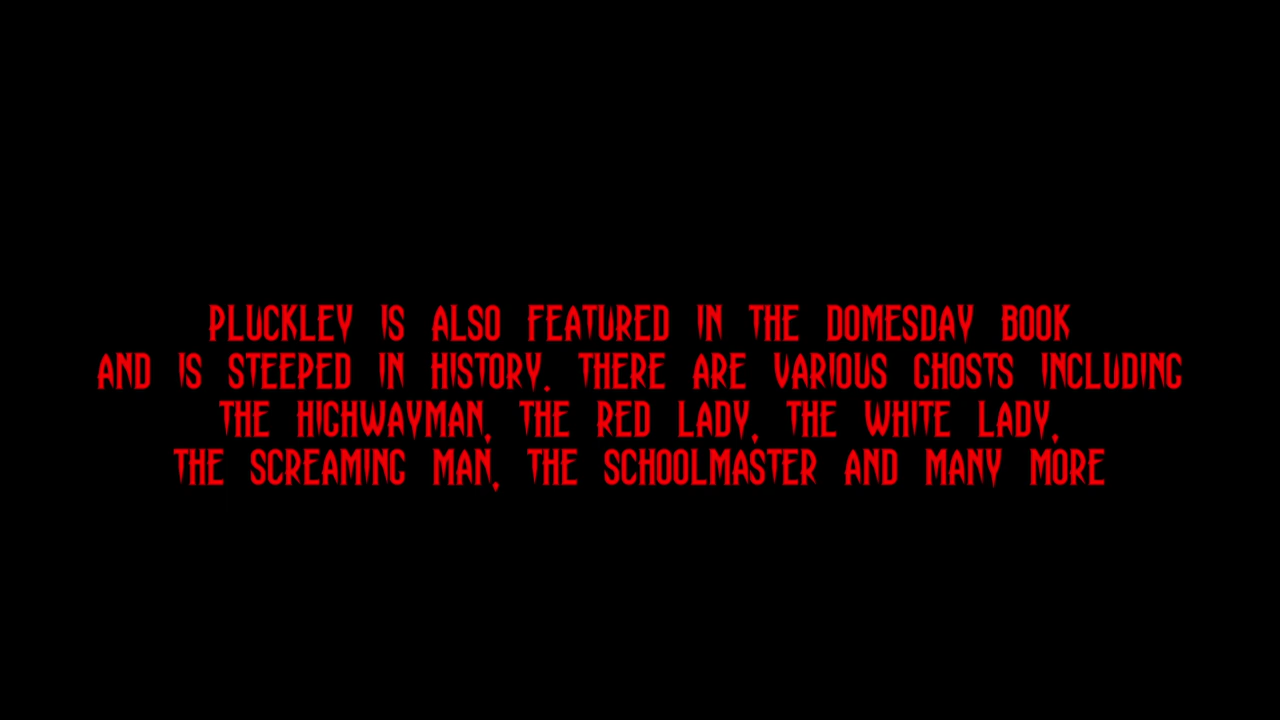 PLUCKLEY IS ALSO FEATURED IN THE DOMESDAY BOOK
AND IS STEEPED IN HISTORY. THERE ARE VARIOUS GHOSTS INCLUDING
THE HIGHWAYMAN, THE RED LADY, THE WHITE LADY,
THE SCREAMING MAN, THE SCHOOLMASTER AND MANY MORE